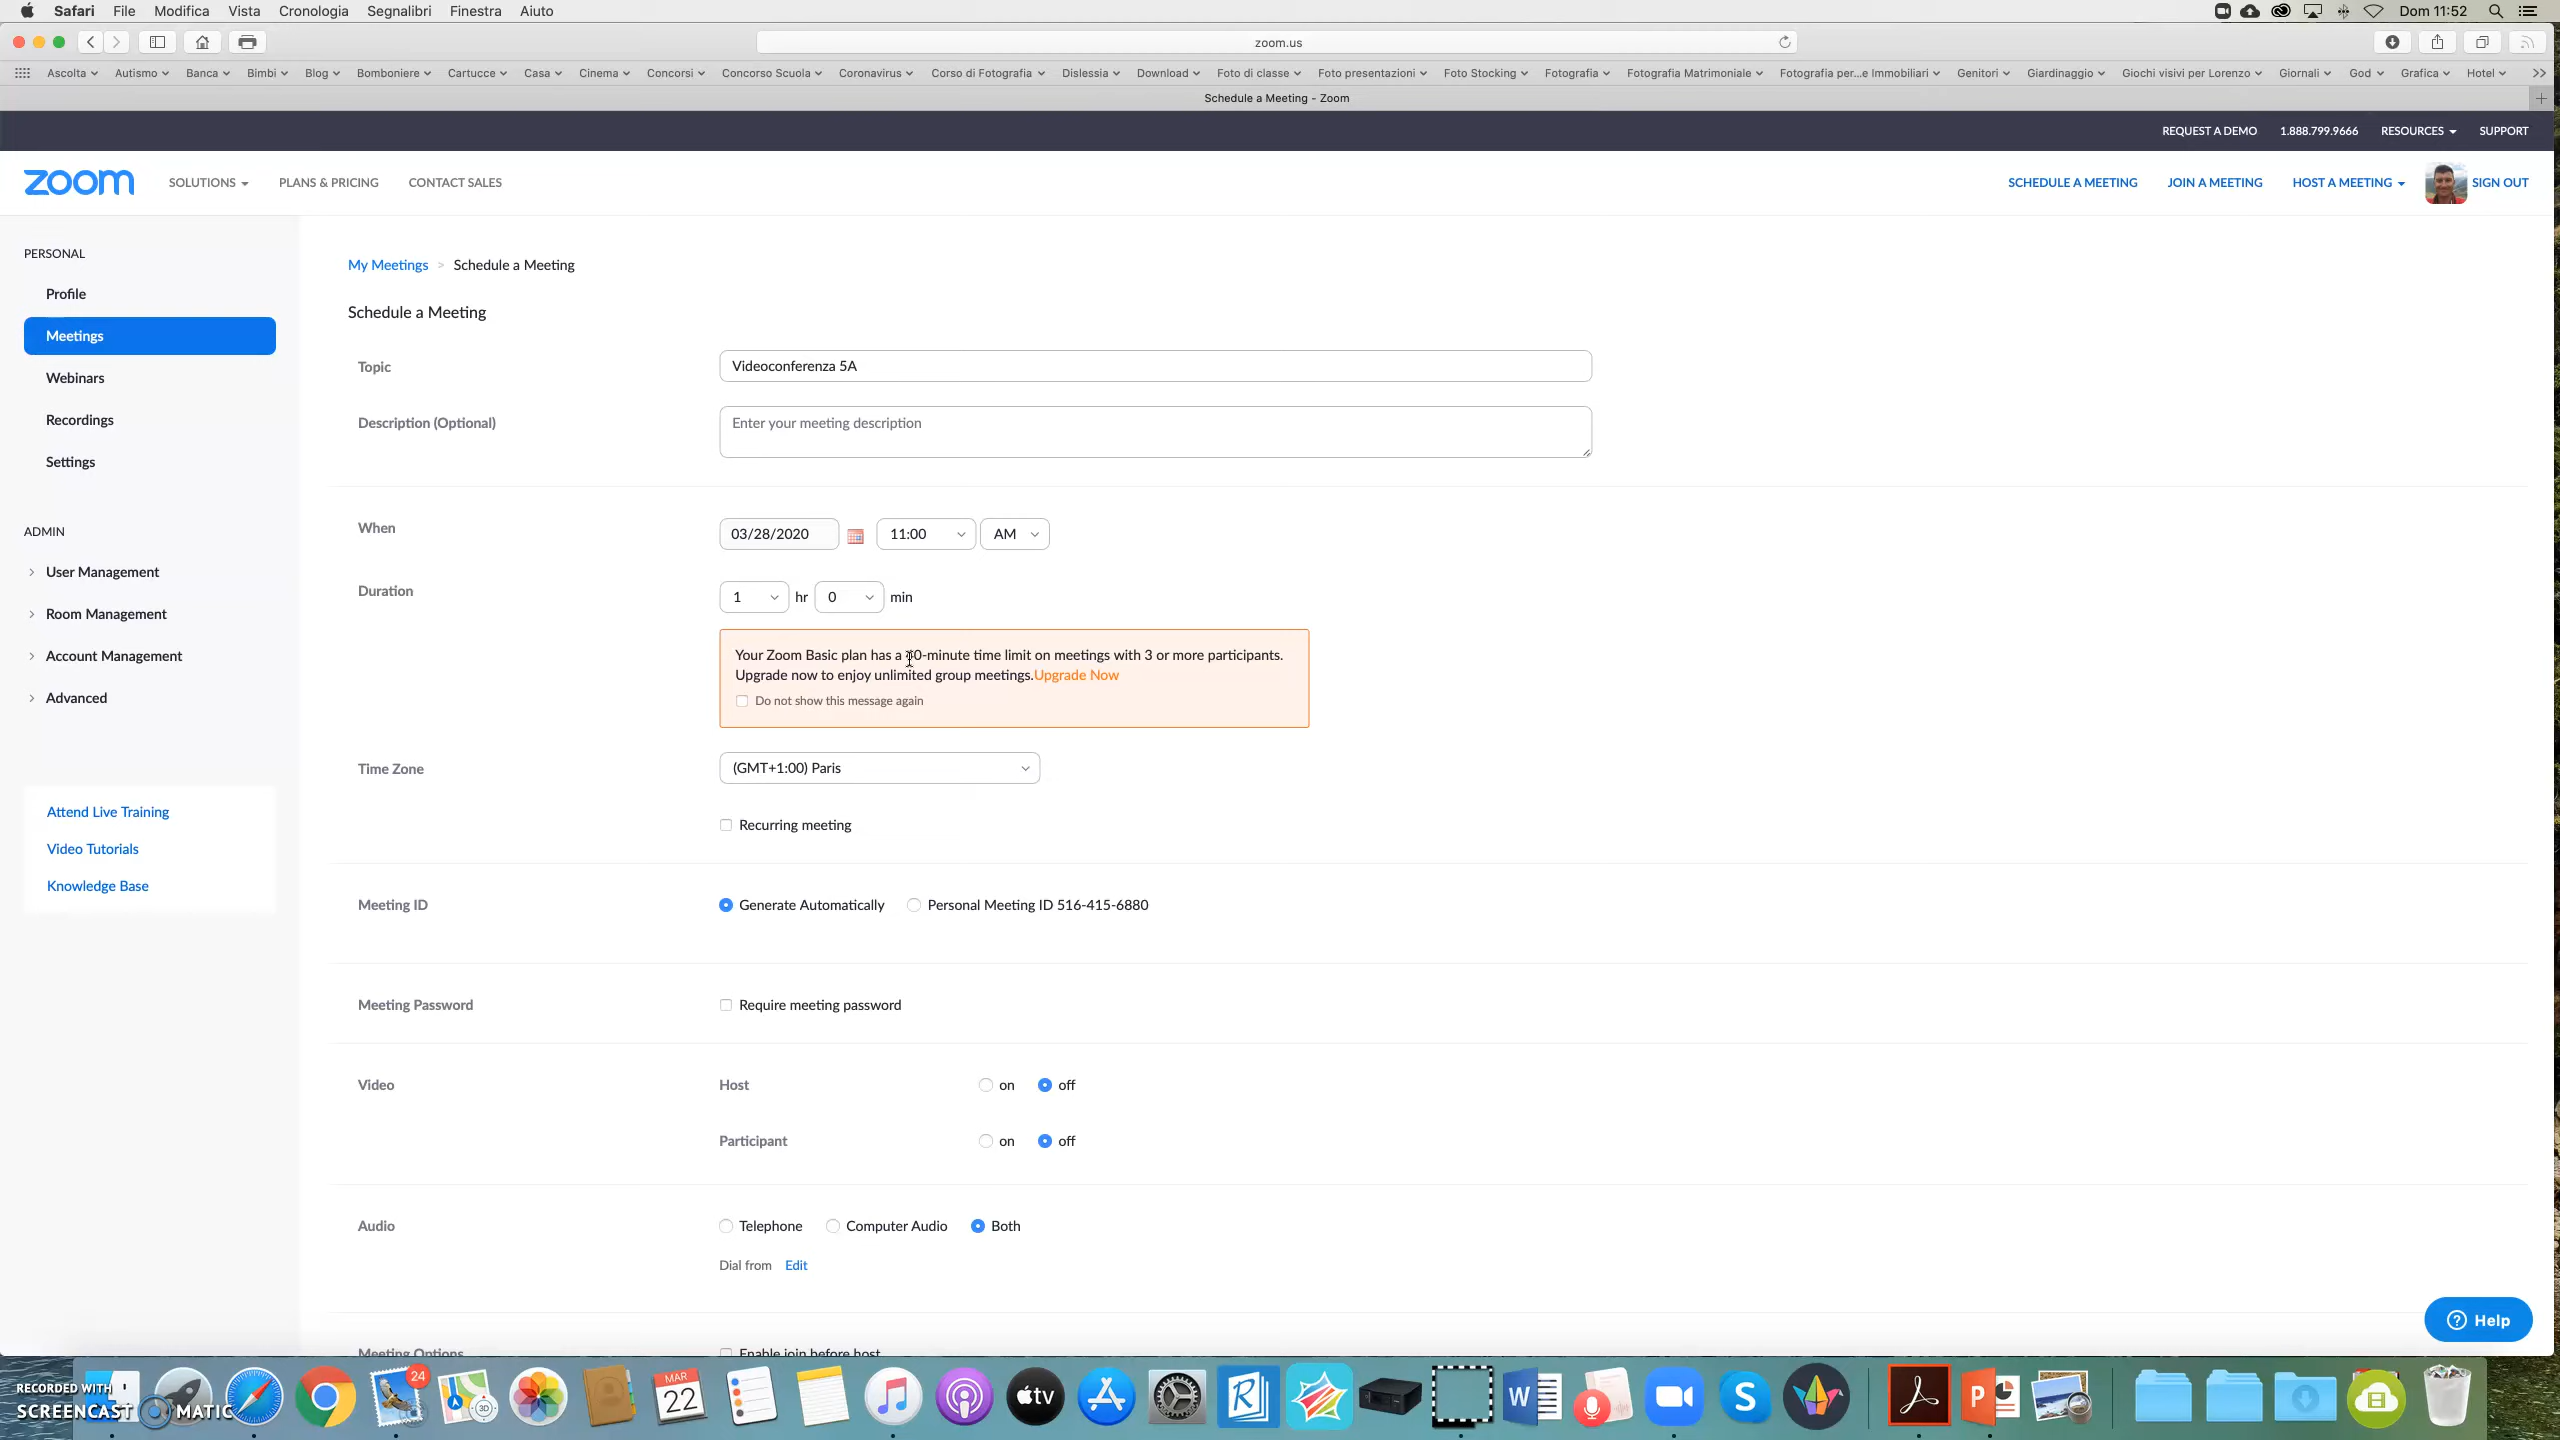 Safari File Modifica Vista Cronologia Segnalibri Finestra Aiuto Dom 11:52
zoom.us
Ascolta Autismo Banca Bimbi Blog Bomboniere Cartucce Casa Cinema Concorsi Concorso Scuola Coronavirus Corso di Fotografia Dislessia Download Foto di classe Foto presentazioni Foto Stocking Fotografia Fotografia Matrimoniale Fotografia per...e Immobiliari Genitori Giardinaggio Giochi visivi per Lorenzo Giornali God Grafica Hotel
Schedule a Meeting - Zoom
REQUEST A DEMO 1.888.799.9666 RESOURCES SUPPORT
zoom SOLUTIONS PLANS & PRICING CONTACT SALES SCHEDULE A MEETING JOIN A MEETING HOST A MEETING SIGN OUT
PERSONAL
Profile
Meetings
Webinars
Recordings
Settings
ADMIN
User Management
Room Management
Account Management
Advanced
Attend Live Training
Video Tutorials
Knowledge Base
My Meetings > Schedule a Meeting
Schedule a Meeting
Topic Videoconferenza 5A
Description (Optional) Enter your meeting description
When 03/28/2020 11:00 AM
Duration 1 hr 0 min
Your Zoom Basic plan has a 40-minute time limit on meetings with 3 or more participants.
Upgrade now to enjoy unlimited group meetings.Upgrade Now
Do not show this message again
Time Zone (GMT+1:00) Paris
Recurring meeting
Meeting ID Generate Automatically Personal Meeting ID 516-415-6880
Meeting Password Require meeting password
Video Host on off
Participant on off
Audio Telephone Computer Audio Both
Dial from Edit
Meeting Options Enable join before host
Help
RECORDED WITH
SCREENCAST MATIC
24
3D
MAR
22
tv
R
W
S
P